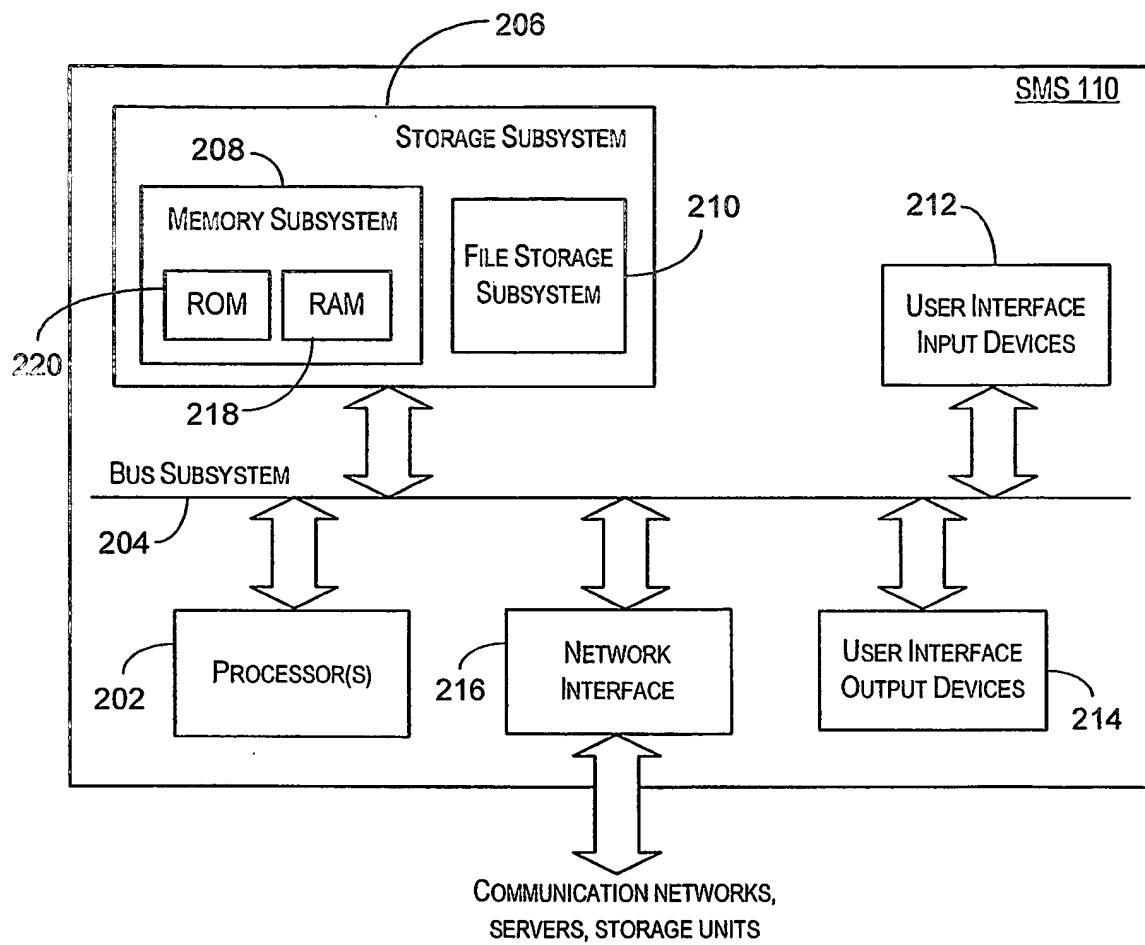 206
SMS 110
STORAGE SUBSYSTEM
208
MEMORY SUBSYSTEM
210
212
FILE STORAGE
SUBSYSTEM
ROM
RAM
USER INTERFACE
INPUT DEVICES
220
218
BUS SUBSYSTEM
204
PROCESSOR(S)
NETWORK
INTERFACE
USER INTERFACE
OUTPUT DEVICES
202
216
214
COMMUNICATION NETWORKS,
SERVERS, STORAGE UNITS